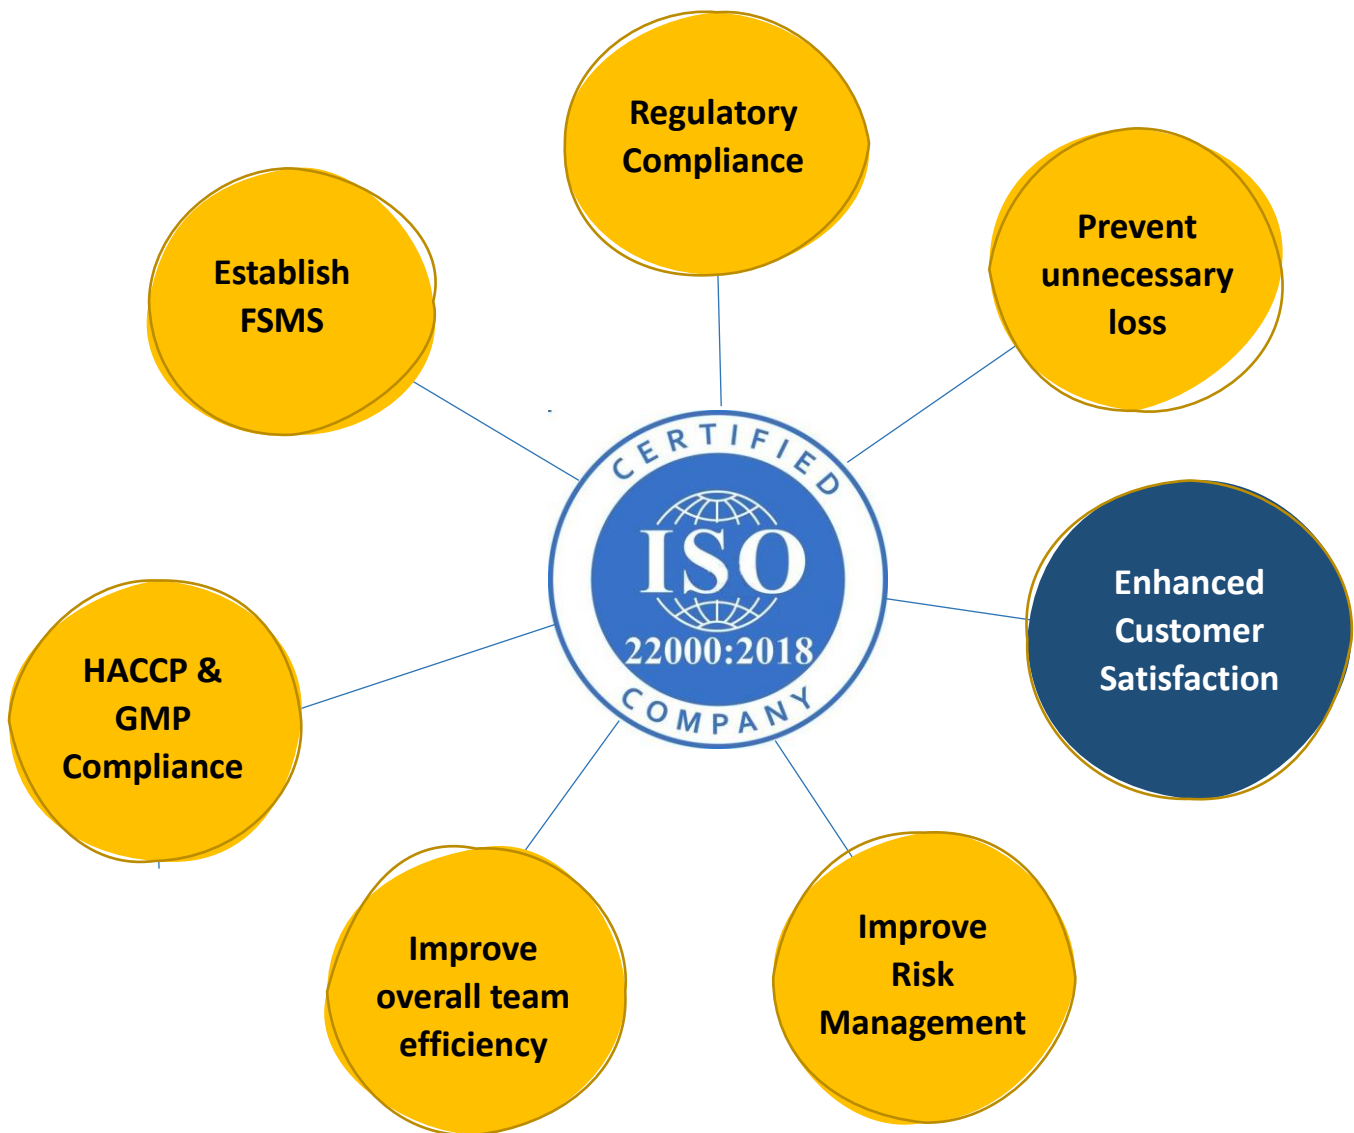 Regulatory
Compliance
Prevent
unnecessary
loss
Establish
FSMS
CERTIFIED
ISO
22000:2018
COMPANY
Enhanced
Customer
Satisfaction
HACCP &
GMP
Compliance
Improve
Risk
Management
Improve
overall team
efficiency